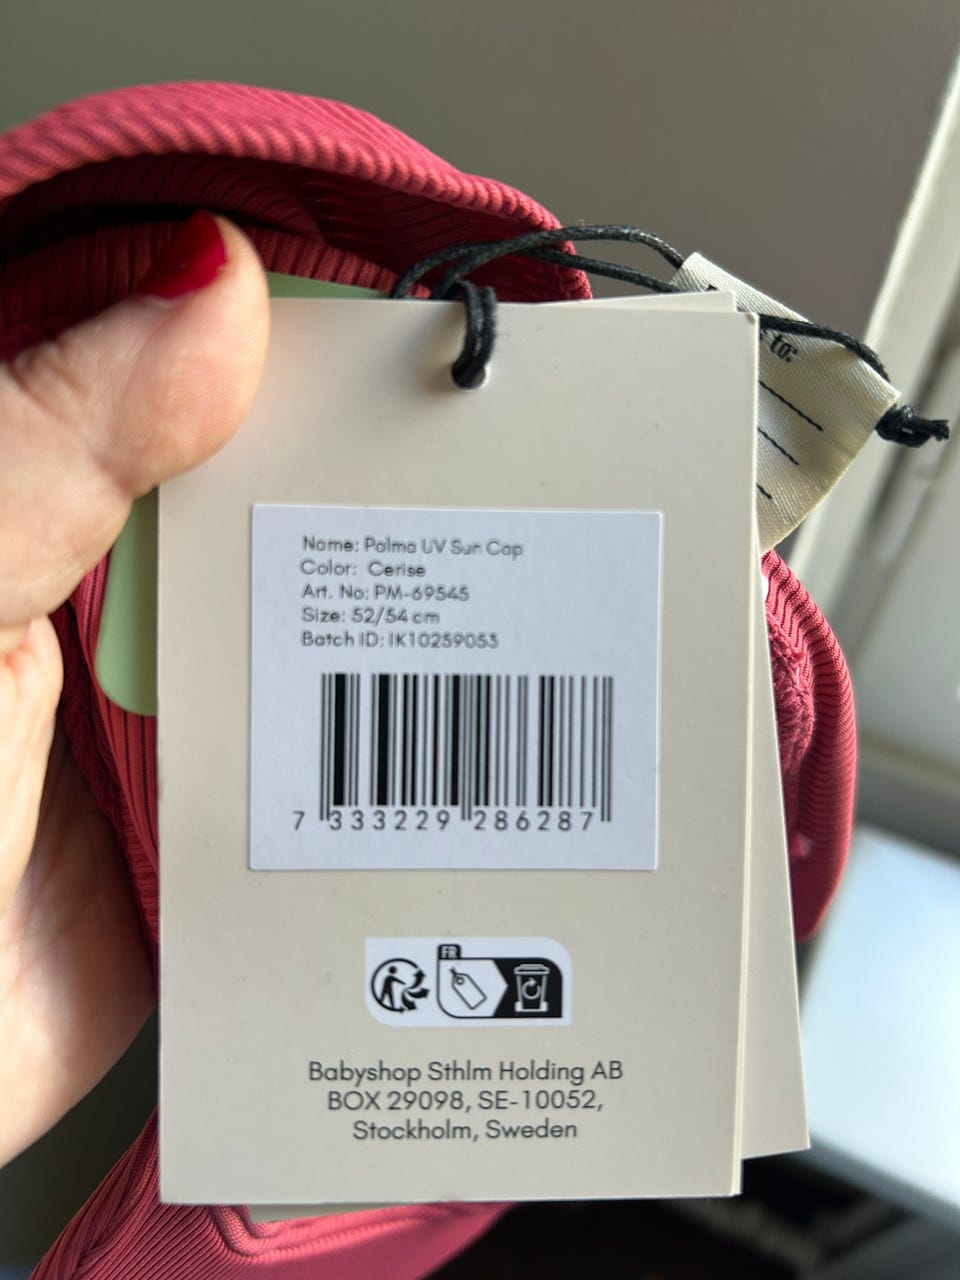 to:
Name: Palma UV Sun Cap
Color: Cerise
Art. No: PM-69545
Size: 52/54 cm
Batch ID: IK10259053
7 333229 286287
FR
Babyshop Sthlm Holding AB
BOX 29098, SE-10052,
Stockholm, Sweden